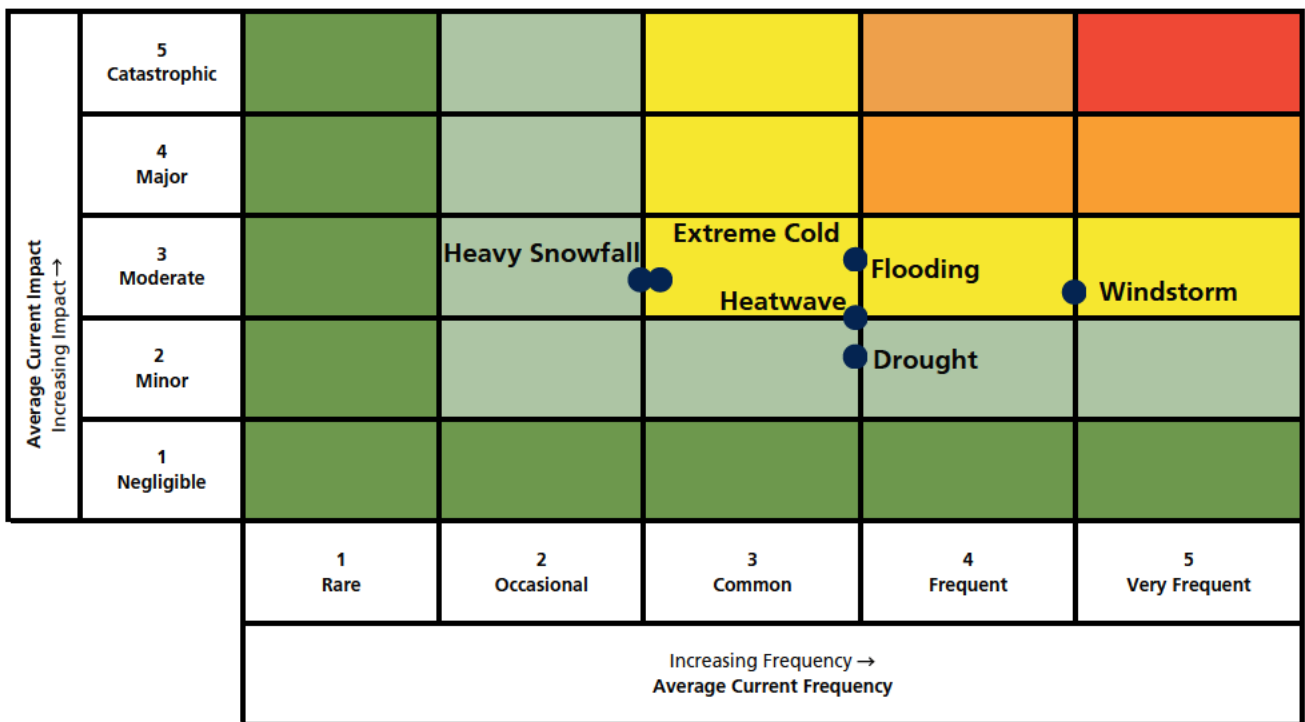 5
Catastrophic
4
Major
3
Moderate
2
Minor
1
Negligible
Average Current Impact
Increasing Impact →
Heavy Snowfall
Extreme Cold
Flooding
Heatwave
Windstorm
Drought
1
Rare
2
Occasional
3
Common
4
Frequent
5
Very Frequent
Increasing Frequency →
Average Current Frequency